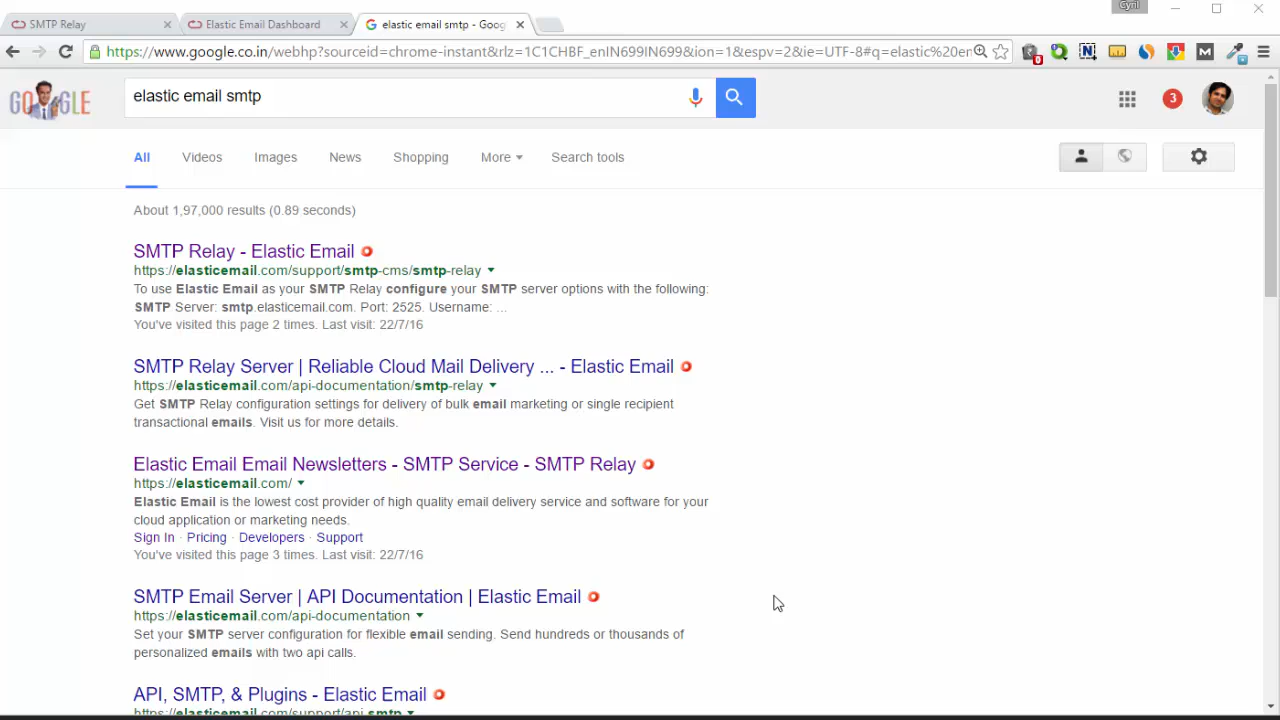 Cyril
SMTP Relay
Elastic Email Dashboard
elastic email smtp - Goog
https://www.google.co.in/webhp?sourceid=chrome-instant&rlz=1C1CHBF_enIN699IN699&ion=1&espv=2&ie=UTF-8#q=elastic%20en
GOOGLE
elastic email smtp
3
All Videos Images News Shopping More Search tools
About 1,97,000 results (0.89 seconds)
SMTP Relay - Elastic Email
https://elasticemail.com/support/smtp-cms/smtp-relay
To use Elastic Email as your SMTP Relay configure your SMTP server options with the following:
SMTP Server: smtp.elasticemail.com. Port: 2525. Username: ...
You've visited this page 2 times. Last visit: 22/7/16
SMTP Relay Server | Reliable Cloud Mail Delivery ... - Elastic Email
https://elasticemail.com/api-documentation/smtp-relay
Get SMTP Relay configuration settings for delivery of bulk email marketing or single recipient
transactional emails. Visit us for more details.
Elastic Email Email Newsletters - SMTP Service - SMTP Relay
https://elasticemail.com/
Elastic Email is the lowest cost provider of high quality email delivery service and software for your
cloud application or marketing needs.
Sign In · Pricing · Developers · Support
You've visited this page 3 times. Last visit: 22/7/16
SMTP Email Server | API Documentation | Elastic Email
https://elasticemail.com/api-documentation
Set your SMTP server configuration for flexible email sending. Send hundreds or thousands of
personalized emails with two api calls.
API, SMTP, & Plugins - Elastic Email
https://elasticemail.com/support/api-smtp